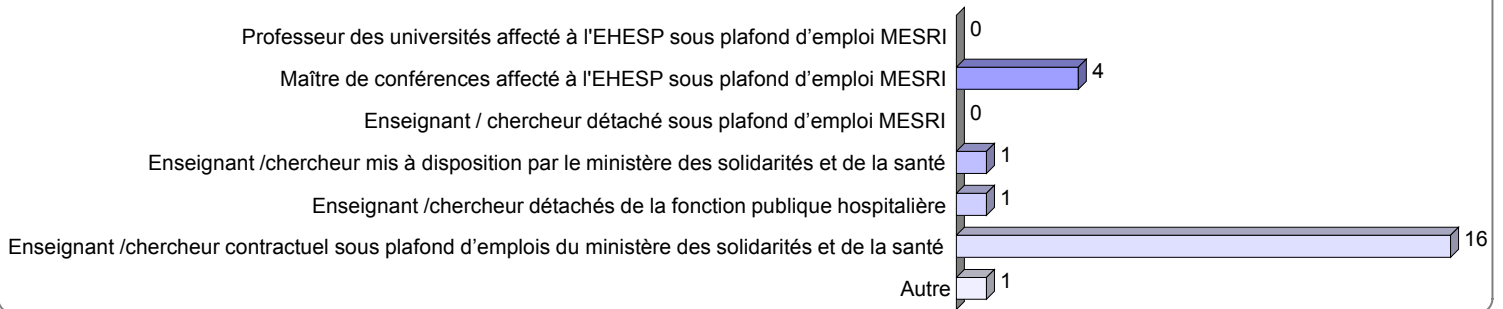 Professeur des universités affecté à l'EHESP sous plafond d’emploi MESRI 0
Maître de conférences affecté à l'EHESP sous plafond d’emploi MESRI 4
Enseignant / chercheur détaché sous plafond d’emploi MESRI 0
Enseignant /chercheur mis à disposition par le ministère des solidarités et de la santé 1
Enseignant /chercheur détachés de la fonction publique hospitalière 1
Enseignant /chercheur contractuel sous plafond d’emplois du ministère des solidarités et de la santé 16
Autre 1